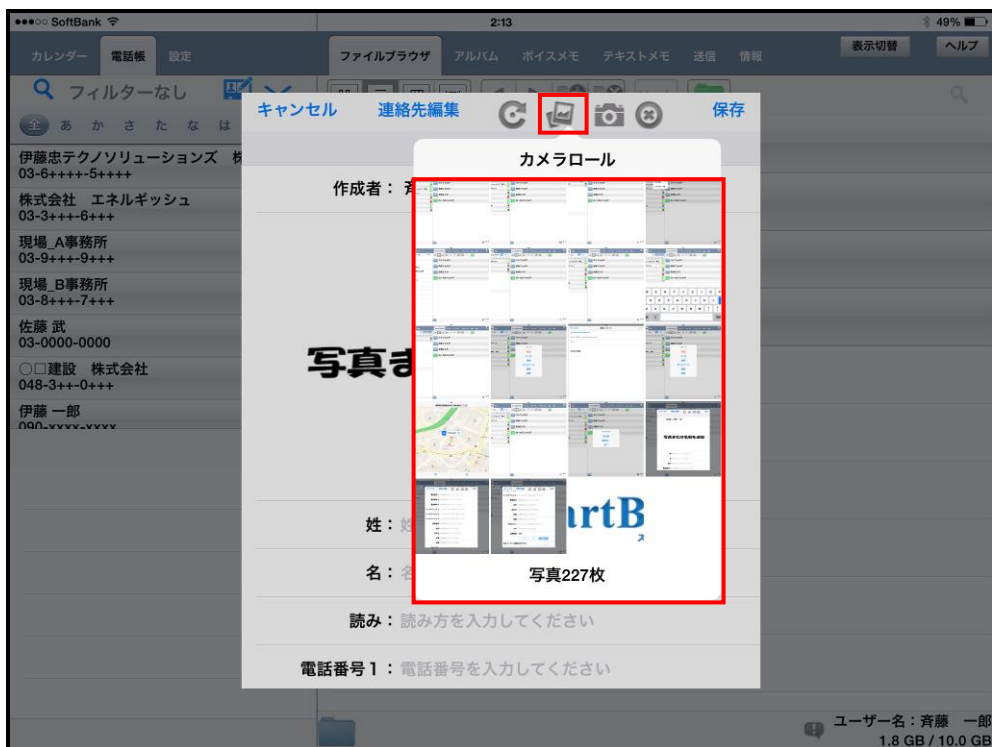 SoftBank
2:13
49%
カレンダー 電話帳 設定
ファイルブラウザ アルバム ボイスメモ テキストメモ 送信 情報
表示切替 ヘルプ
フィルターなし
全 あ か さ た な は
キャンセル 連絡先編集 保存
カメラロール
伊藤忠テクノソリューションズ 株
03-6++++-5++++
株式会社 エネルギッシュ
03-3+++-6+++
現場_A事務所
03-9+++-9+++
現場_B事務所
03-8+++-7+++
佐藤 武
03-0000-0000
○□建設 株式会社
048-3++-0+++
伊藤 一郎
090-xxxx-xxxx
作成者：
写真ま
artB
写真227枚
姓：
名：
読み：読み方を入力してください
電話番号1：電話番号を入力してください
ユーザー名：斉藤 一郎
1.8 GB / 10.0 GB